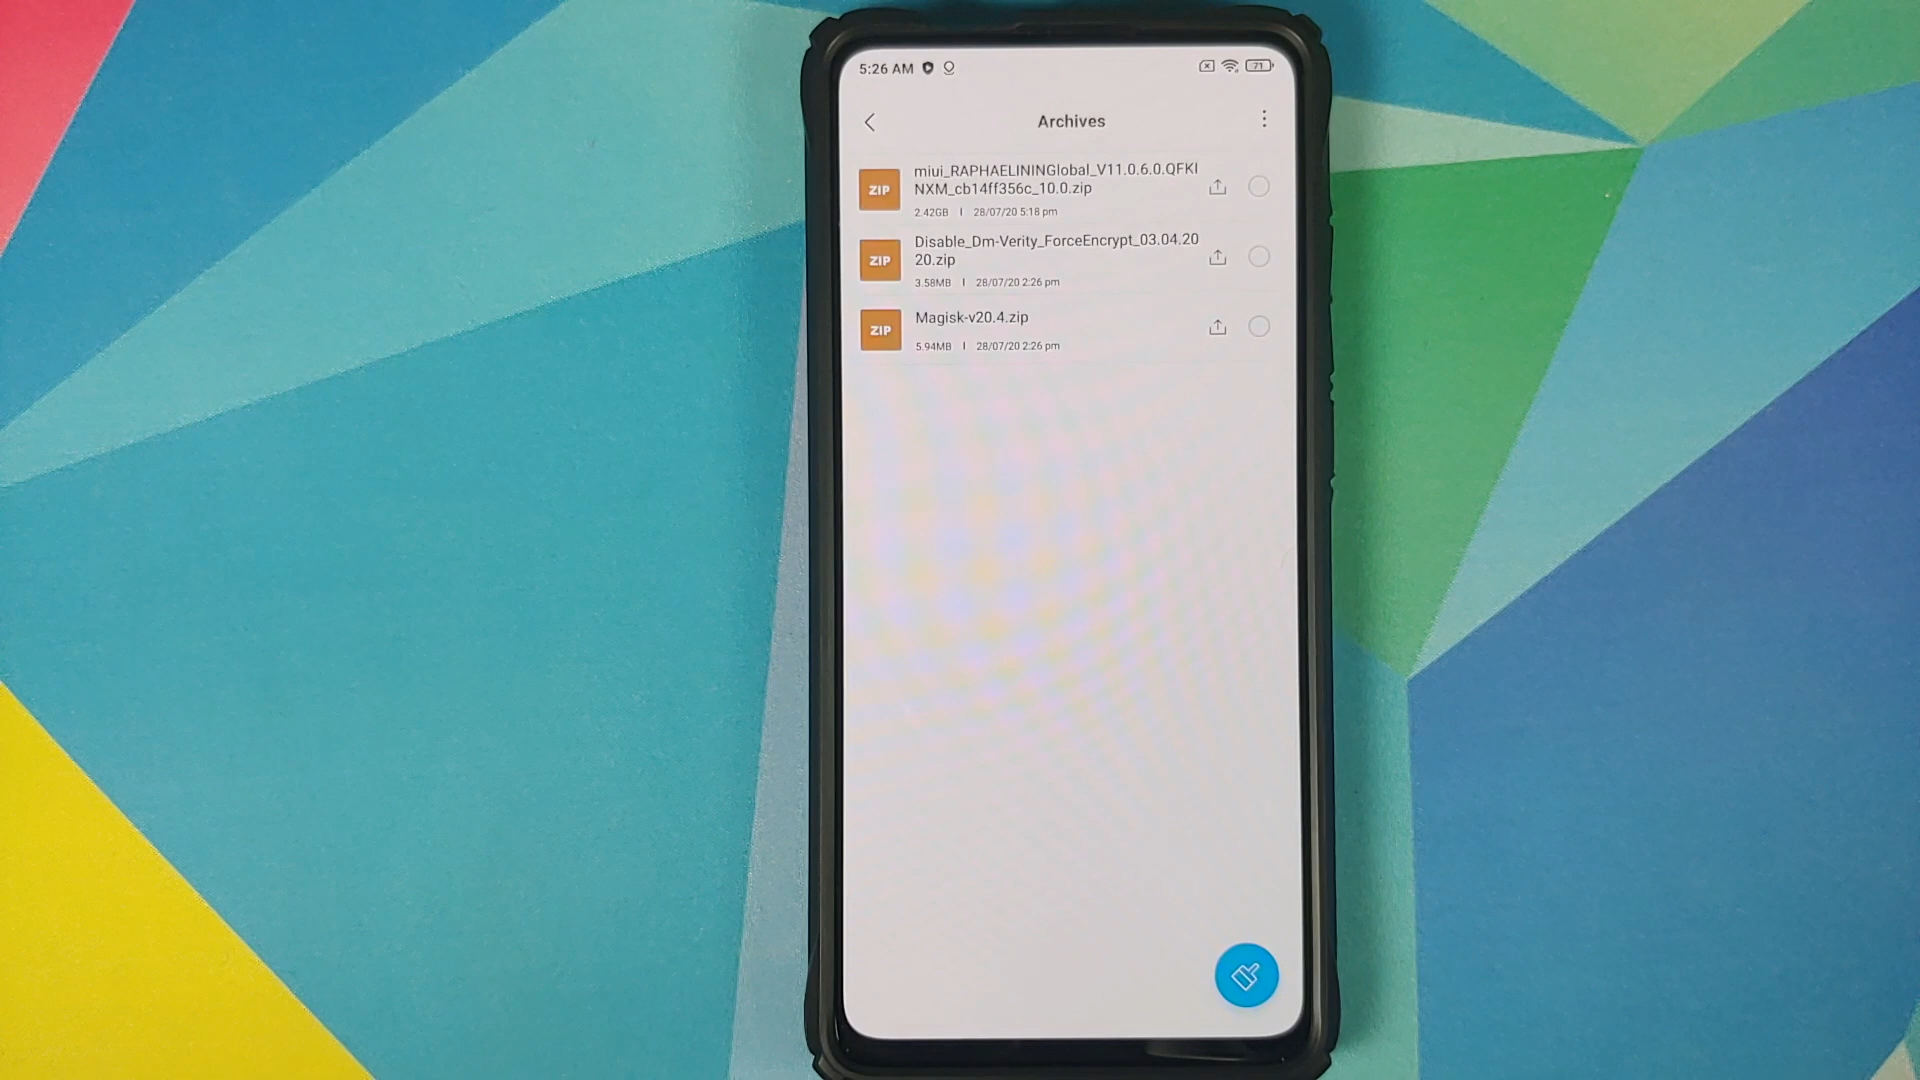 5:26 AM
71
Archives
ZIP
miui_RAPHAELININGlobal_V11.0.6.0.QFKI
NXM_cb14ff356c_10.0.zip
2.42GB | 28/07/20 5:18 pm
ZIP
Disable_Dm-Verity_ForceEncrypt_03.04.20
20.zip
3.58MB | 28/07/20 2:26 pm
ZIP
Magisk-v20.4.zip
5.94MB | 28/07/20 2:26 pm